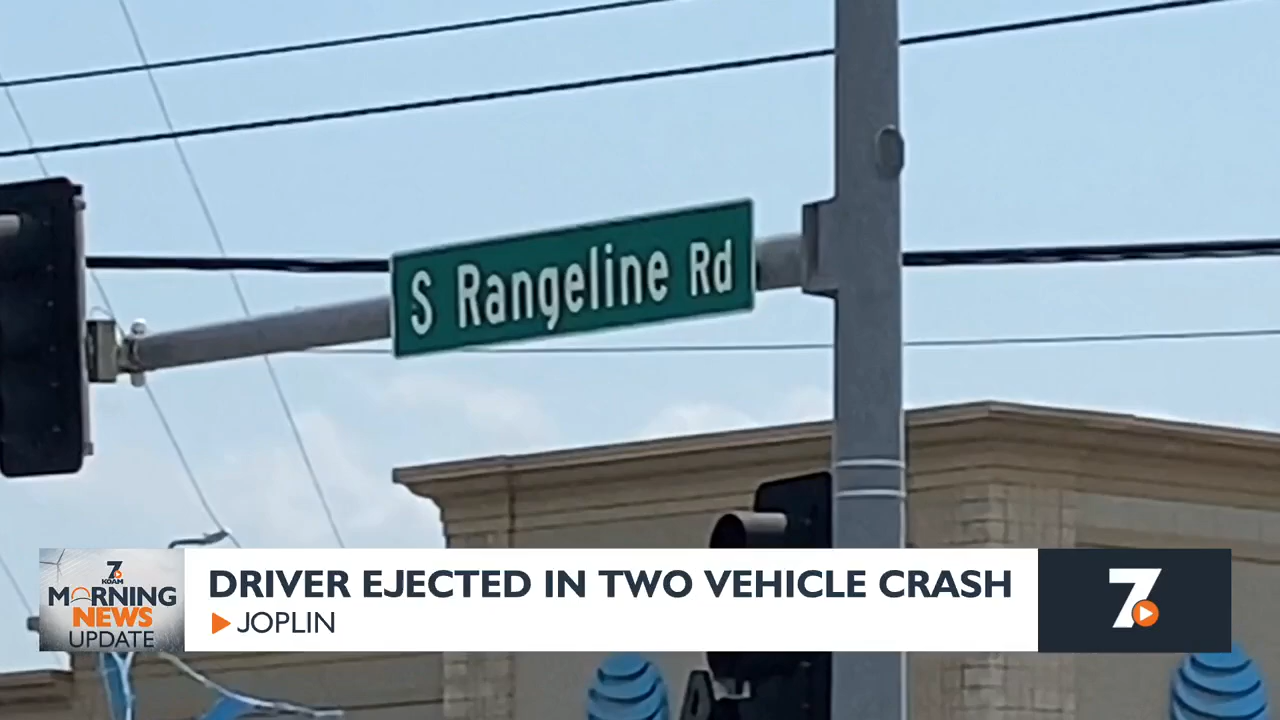 S Rangeline Rd
7
KOAM
MORNING
NEWS
UPDATE
DRIVER EJECTED IN TWO VEHICLE CRASH
JOPLIN
7